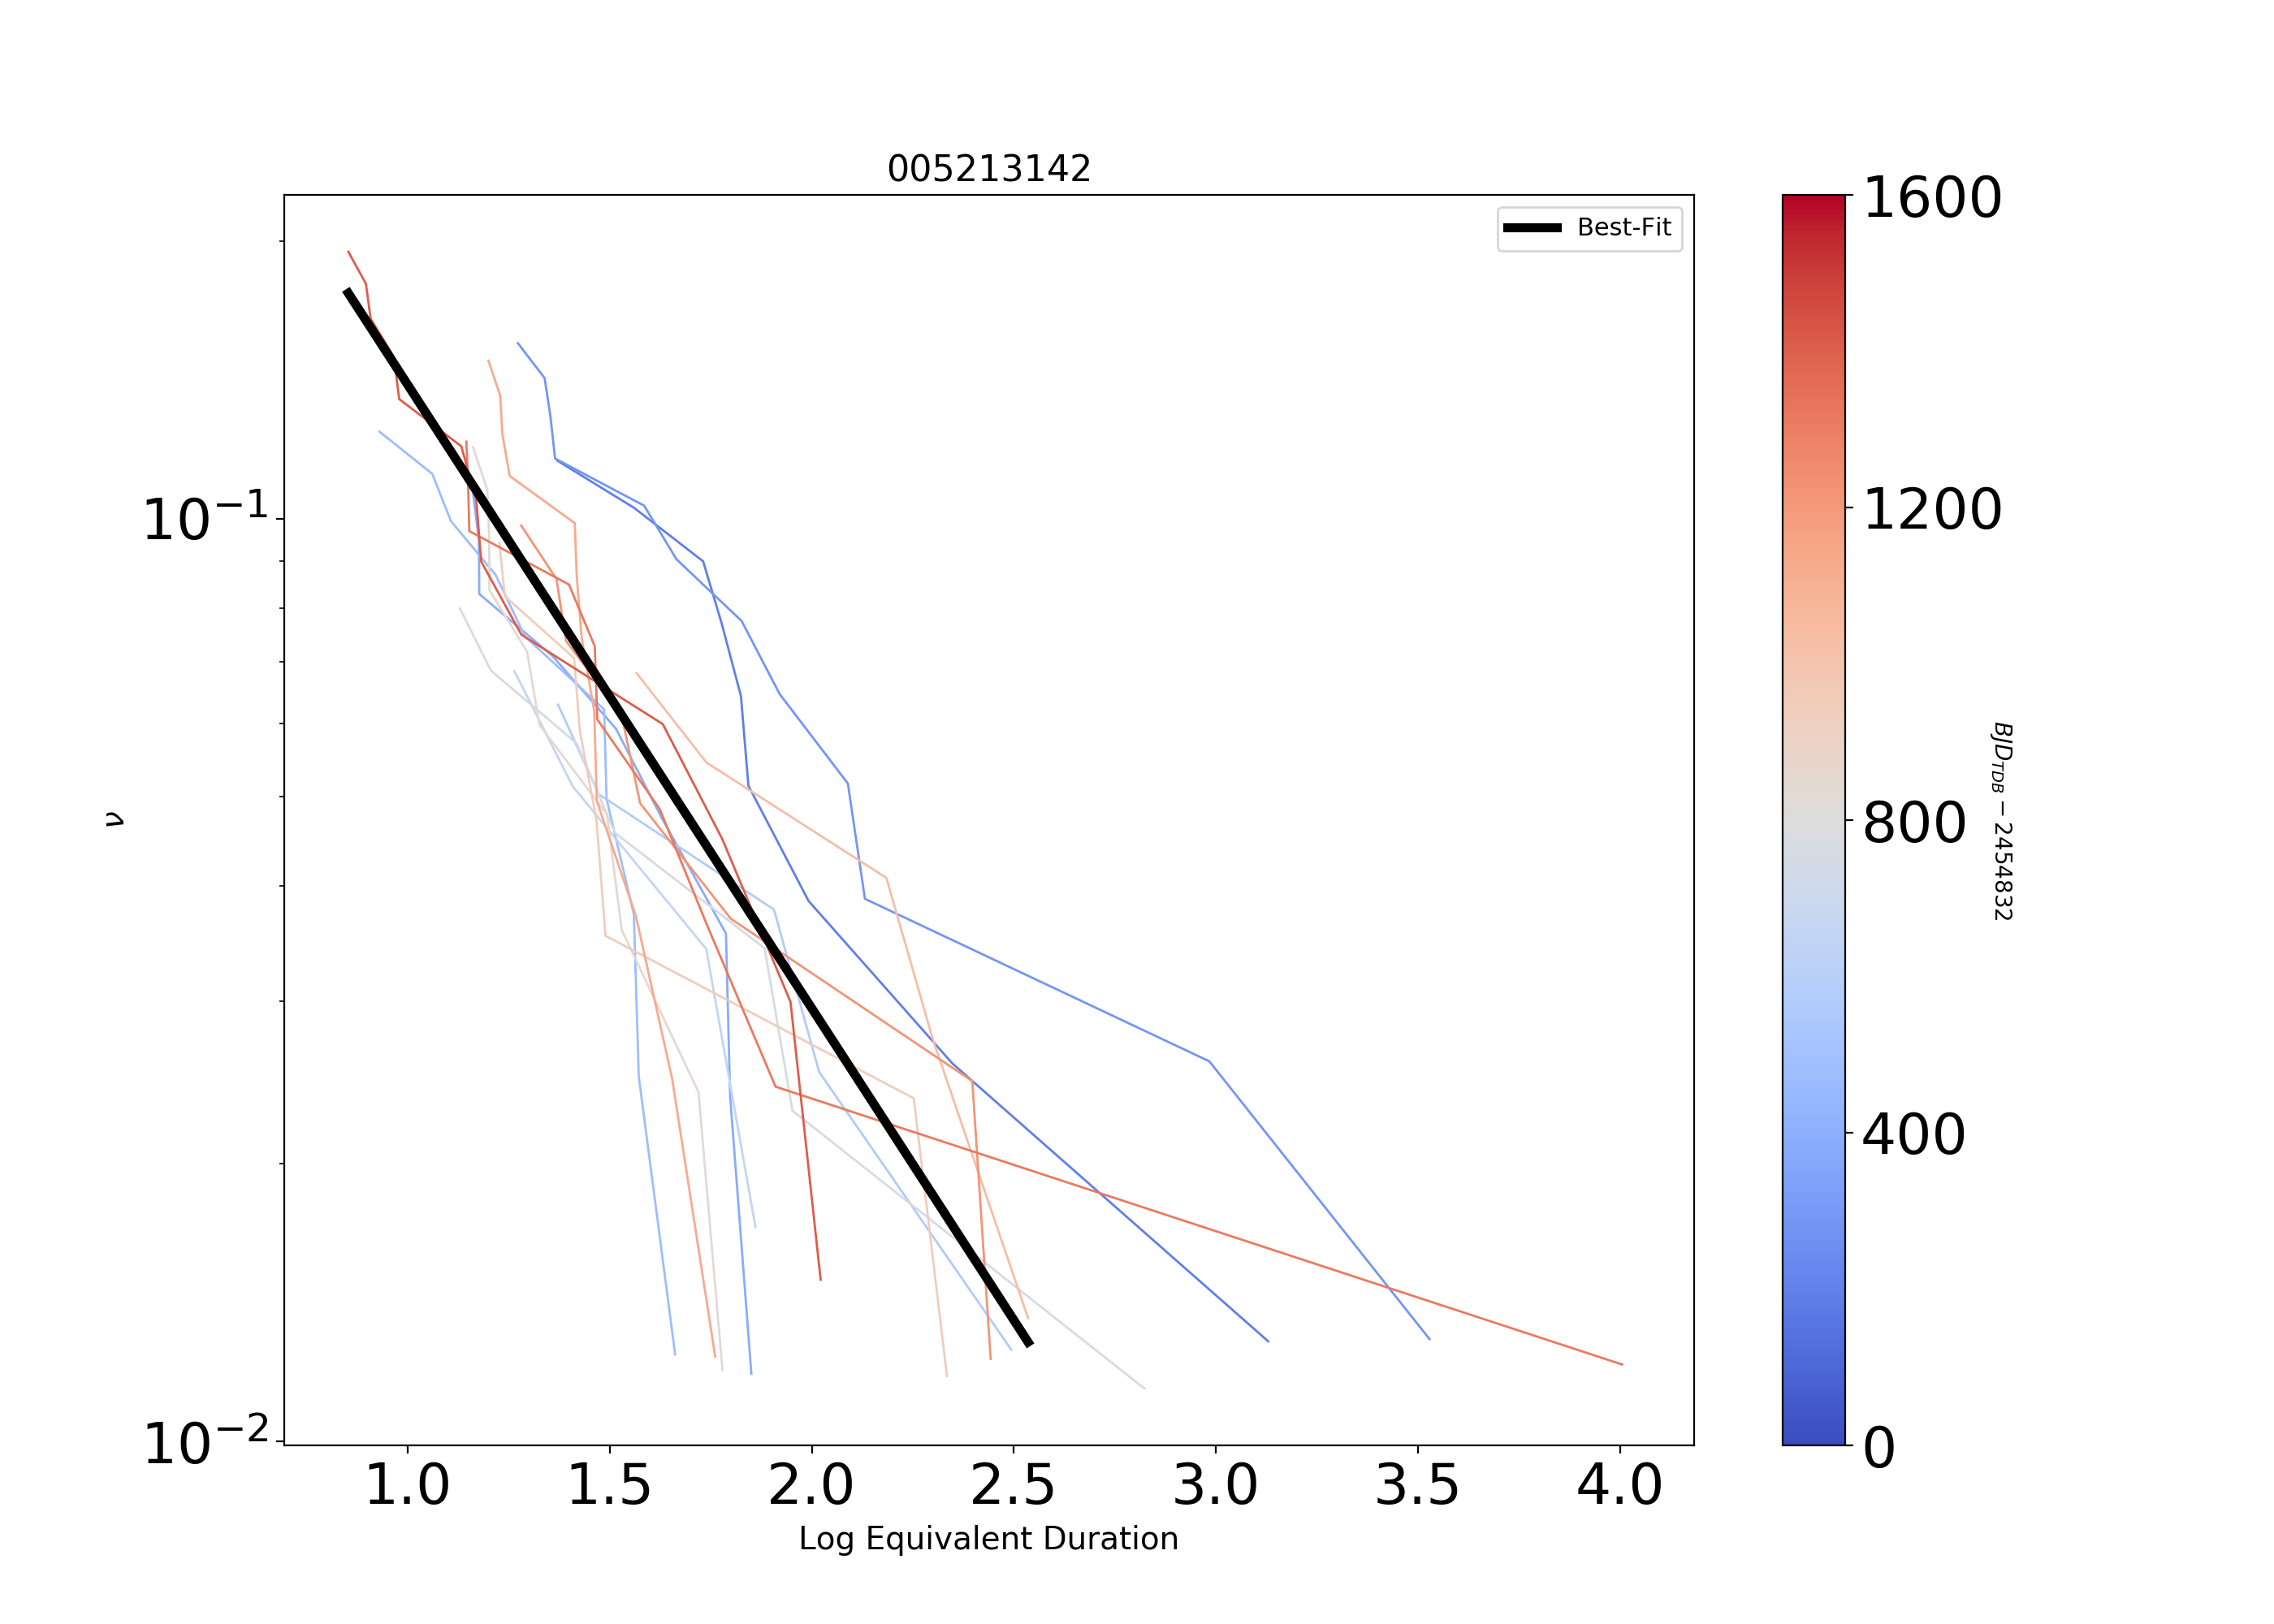 005213142
Best-Fit
10⁻¹
10⁻²
ν
1.0 1.5 2.0 2.5 3.0 3.5 4.0
Log Equivalent Duration
1600
1200
800
400
0
BJD_TDB − 2454832